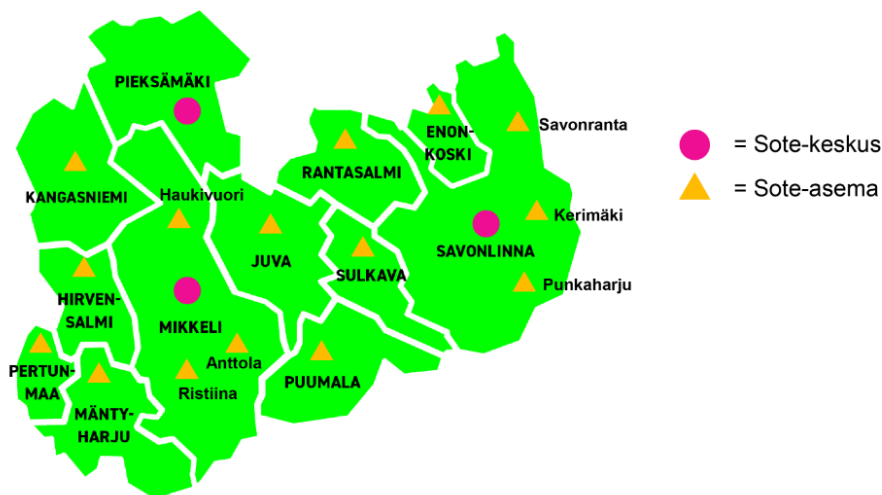 PIEKSÄMÄKI
ENON-
KOSKI
Savonranta
= Sote-keskus
RANTASALMI
= Sote-asema
KANGASNIEMI
Haukivuori
Kerimäki
JUVA
SULKAVA
SAVONLINNA
Punkaharju
HIRVEN-
SALMI
MIKKELI
Anttola
PERTUN-
MAA
Ristiina
PUUMALA
MÄNTY-
HARJU